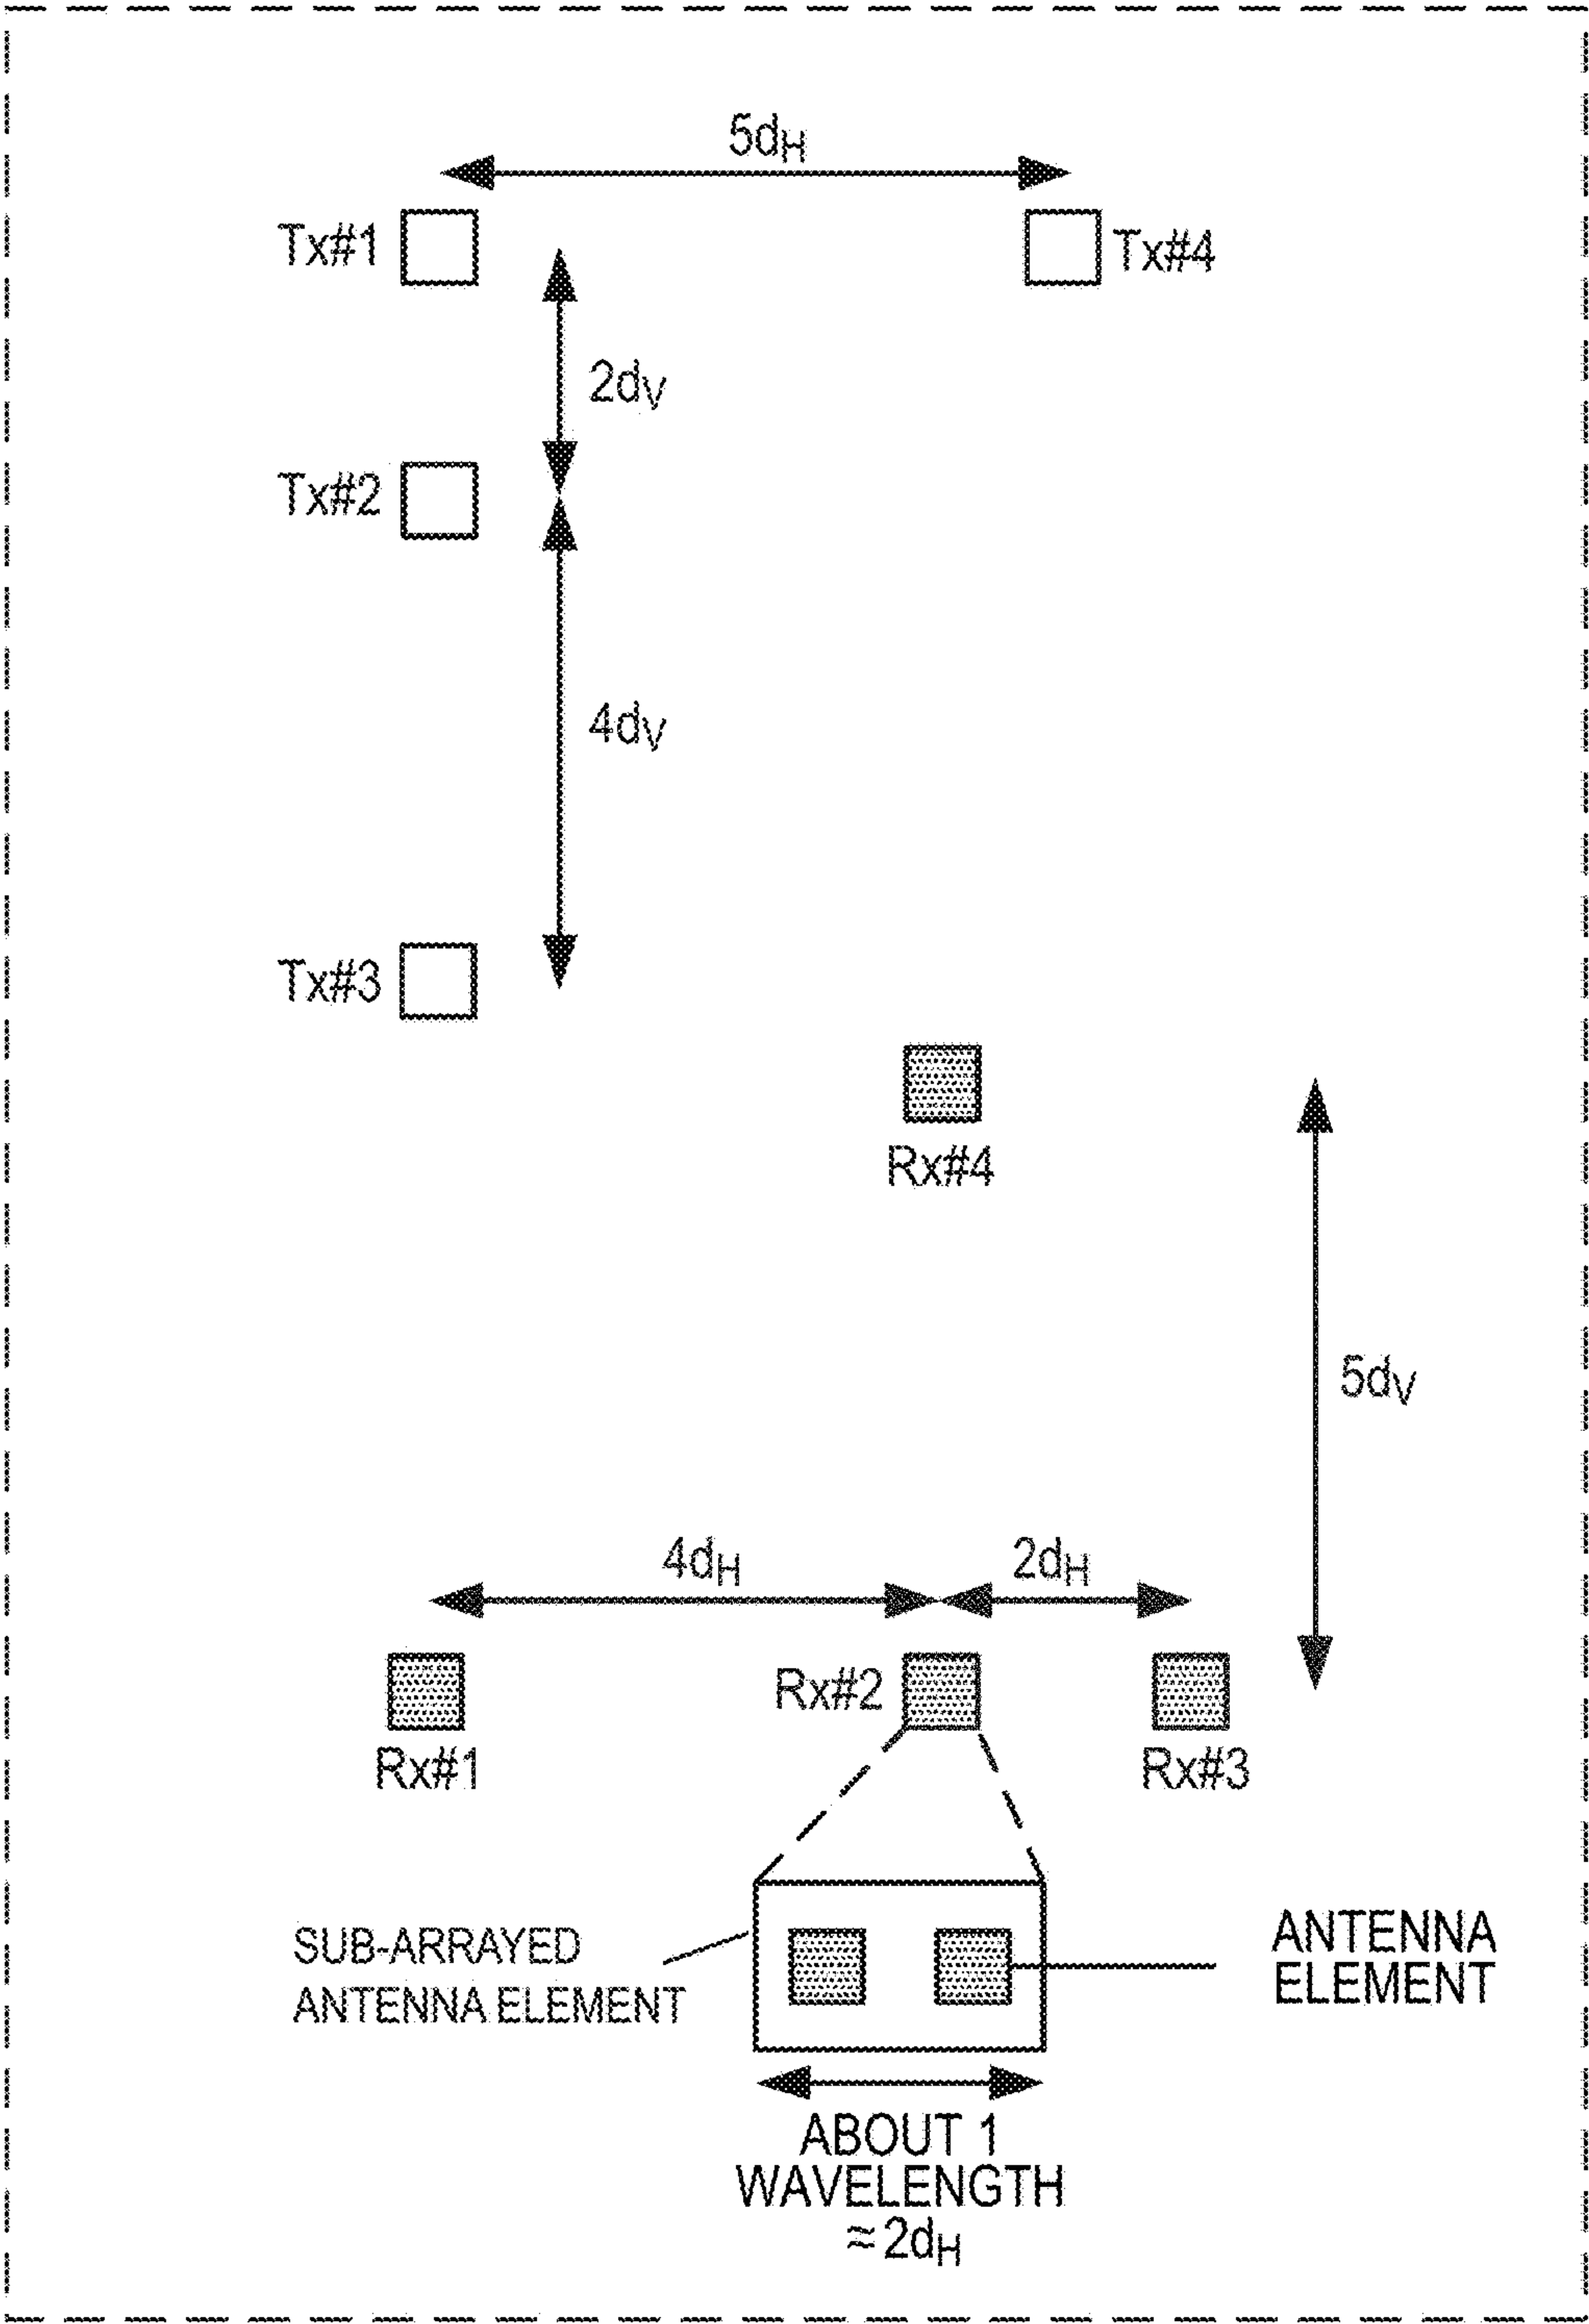 5dH
Tx#1
Tx#4
2dV
Tx#2
4dV
Tx#3
Rx#4
5dV
4dH
2dH
Rx#2
Rx#1
Rx#3
SUB-ARRAYED
ANTENNA ELEMENT
ANTENNA
ELEMENT
ABOUT 1
WAVELENGTH
≈2dH